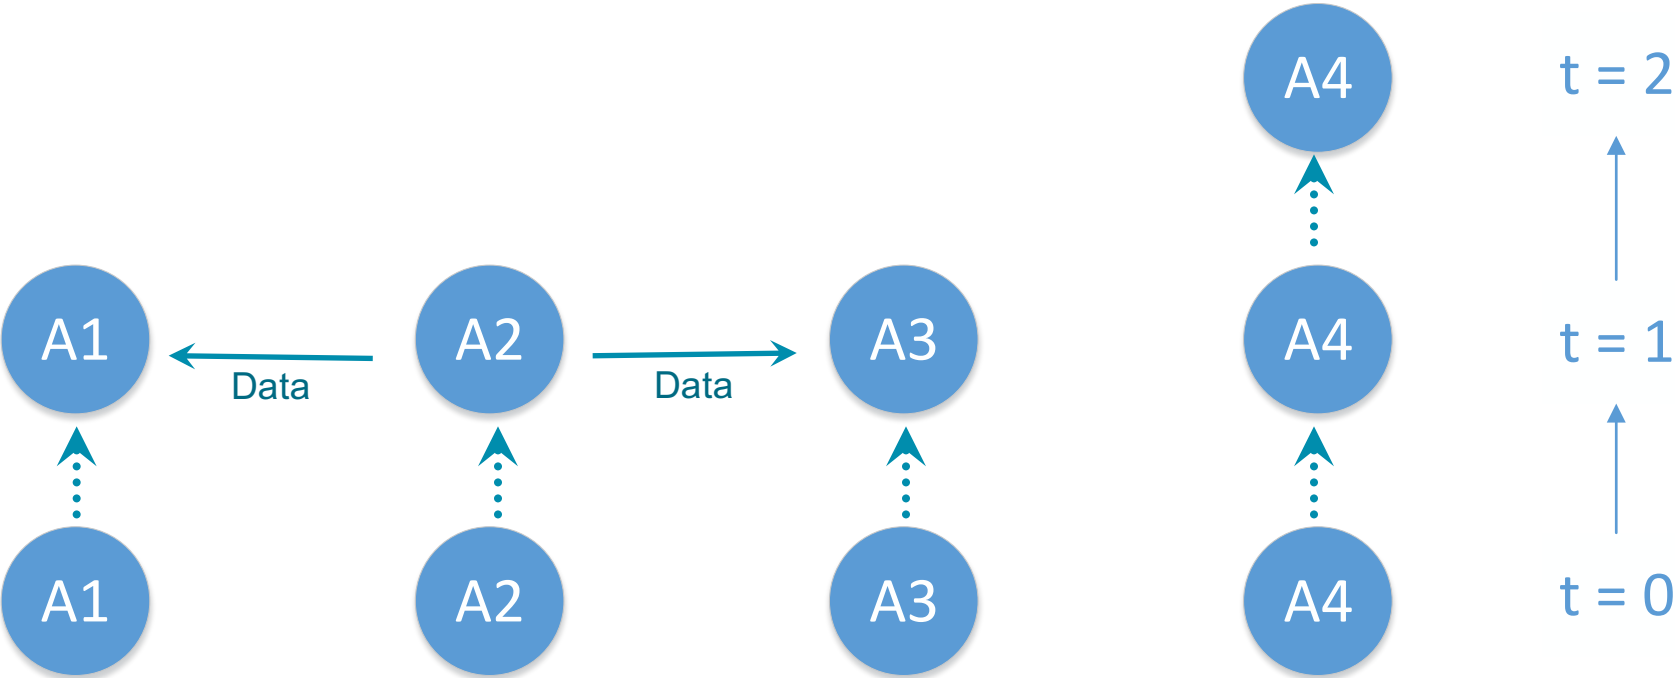 A4
t = 2
A1
A2
A3
A4
t = 1
Data
Data
A1
A2
A3
A4
t = 0